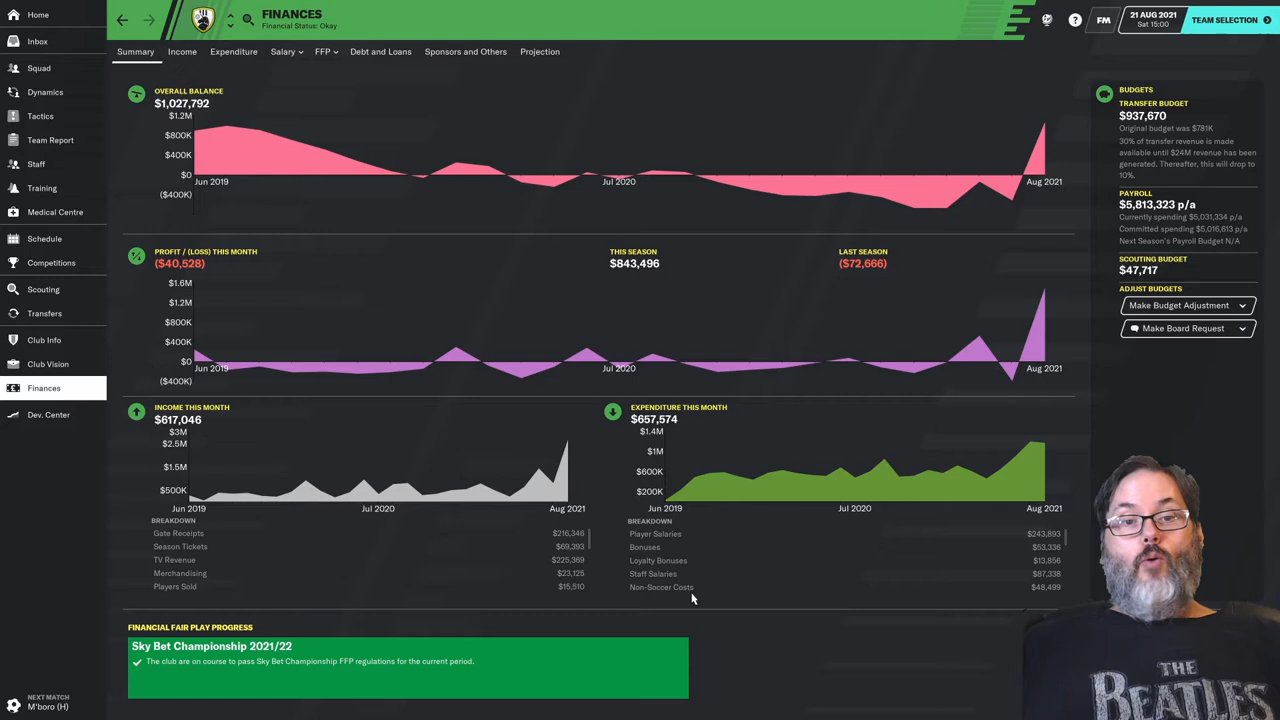 Home
Inbox
Squad
Dynamics
Tactics
Team Report
Staff
Training
Medical Centre
Schedule
Competitions
Scouting
Transfers
Club Info
Club Vision
Finances
Dev. Center
NEXT MATCH
M'boro (H)
FINANCES
Financial Status: Okay
?
FM
21 AUG 2021
Sat 15:00
TEAM SELECTION
Summary Income Expenditure Salary FFP Debt and Loans Sponsors and Others Projection
OVERALL BALANCE
$1,027,792
$1.2M
$800K
$400K
$0
($400K)
Jun 2019 Jul 2020 Aug 2021
PROFIT / (LOSS) THIS MONTH
($40,528)
THIS SEASON
$843,496
LAST SEASON
($72,666)
$1.6M
$1.2M
$800K
$400K
$0
($400K)
Jun 2019 Jul 2020 Aug 2021
INCOME THIS MONTH
$617,046
$3M
$2.5M
$1.5M
$500K
Jun 2019 Jul 2020 Aug 2021
BREAKDOWN
Gate Receipts $216,346
Season Tickets $69,393
TV Revenue $225,369
Merchandising $23,125
Players Sold $15,510
EXPENDITURE THIS MONTH
$657,574
$1.4M
$1M
$600K
$200K
Jun 2019 Jul 2020 Aug 2021
BREAKDOWN
Player Salaries $243,893
Bonuses $53,336
Loyalty Bonuses $13,856
Staff Salaries $87,338
Non-Soccer Costs $48,499
FINANCIAL FAIR PLAY PROGRESS
Sky Bet Championship 2021/22
The club are on course to pass Sky Bet Championship FFP regulations for the current period.
BUDGETS
TRANSFER BUDGET
$937,670
Original budget was $781K
30% of transfer revenue is made
available until $24M revenue has been
generated. Thereafter, this will drop to
10%.
PAYROLL
$5,813,323 p/a
Currently spending $5,031,334 p/a
Committed spending $5,016,613 p/a
Next Season's Payroll Budget N/A
SCOUTING BUDGET
$47,717
ADJUST BUDGETS
Make Budget Adjustment
Make Board Request
THE
BEATLES